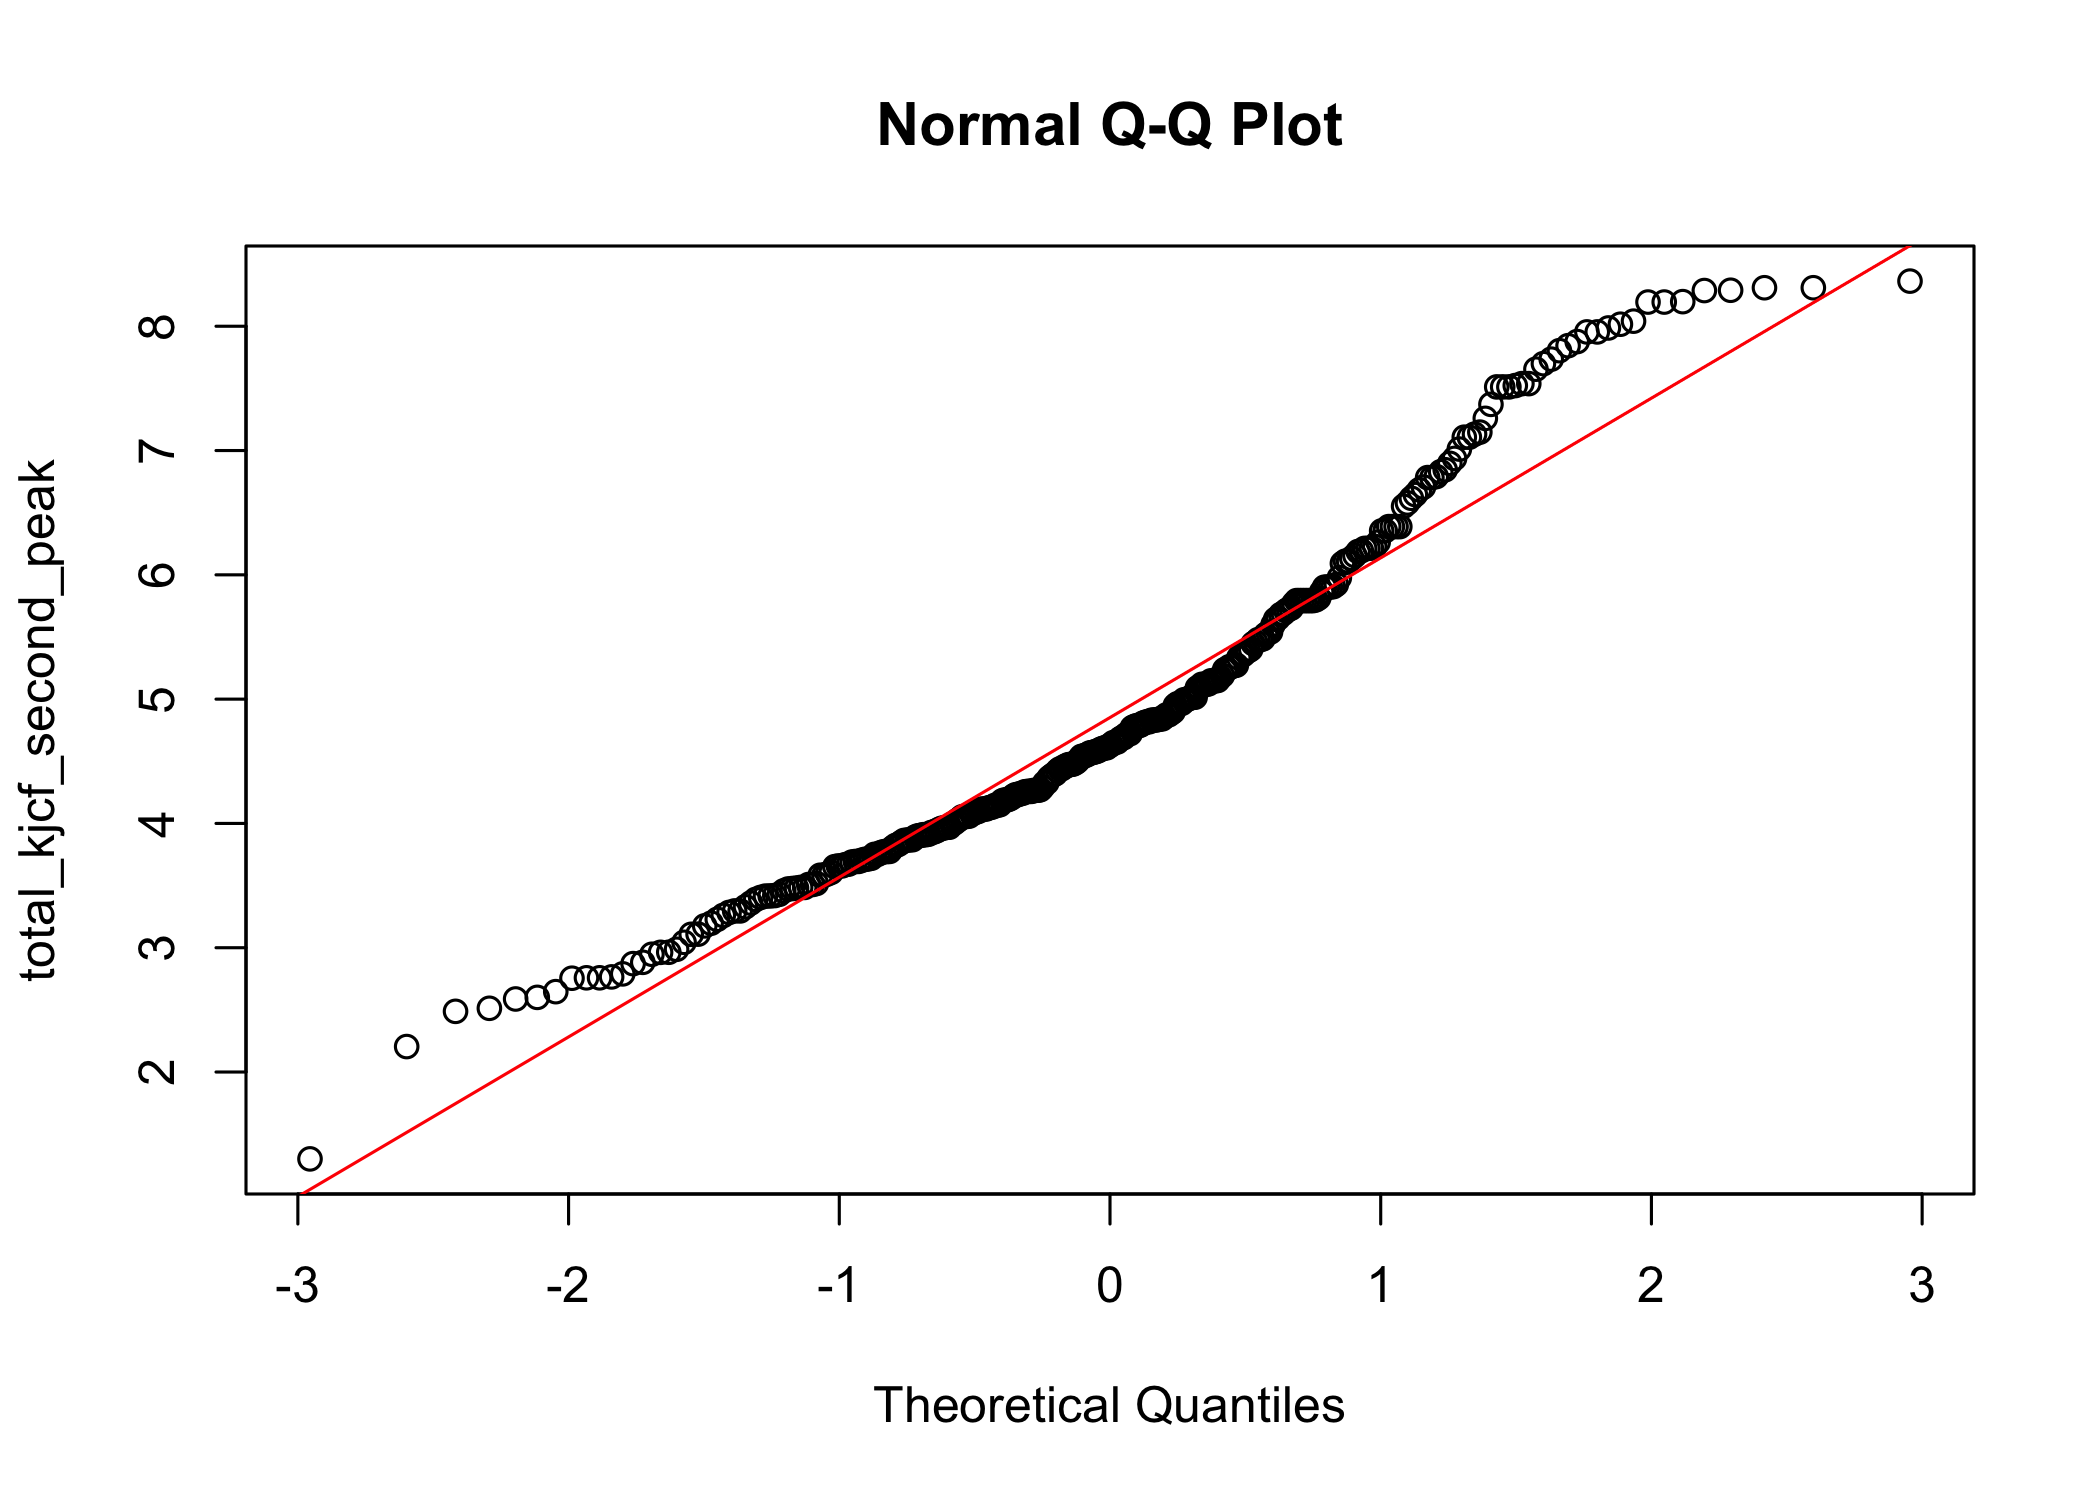 Normal Q-Q Plot
total_kjcf_second_peak
8
7
6
5
4
3
2
-3 -2 -1 0 1 2 3
Theoretical Quantiles